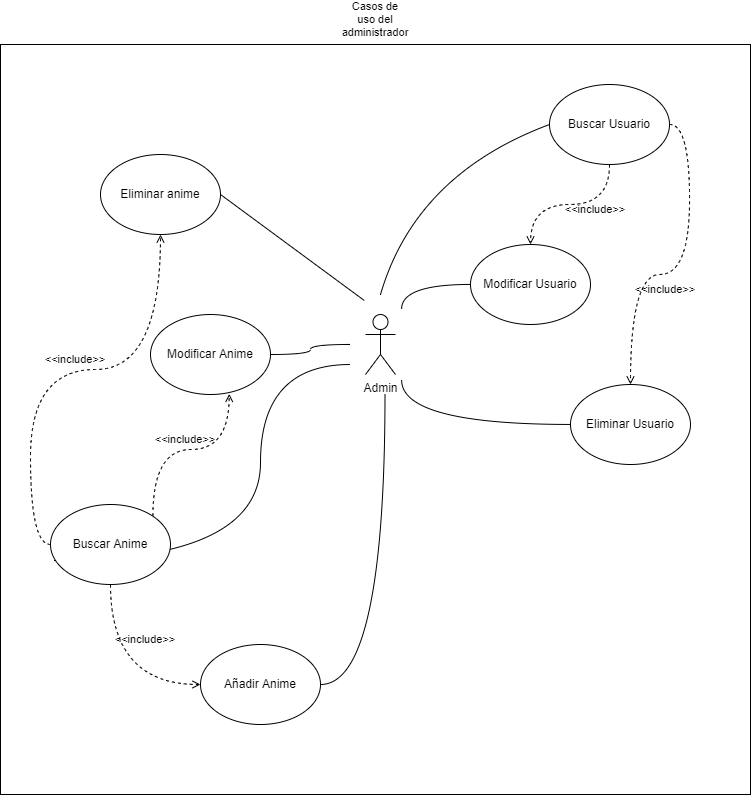 Casos de
uso del
administrador
Buscar Usuario
Eliminar anime
<<include>>
Modificar Usuario
<<include>>
Modificar Anime
<<include>>
Admin
Eliminar Usuario
<<include>>
Buscar Anime
<<include>>
Añadir Anime